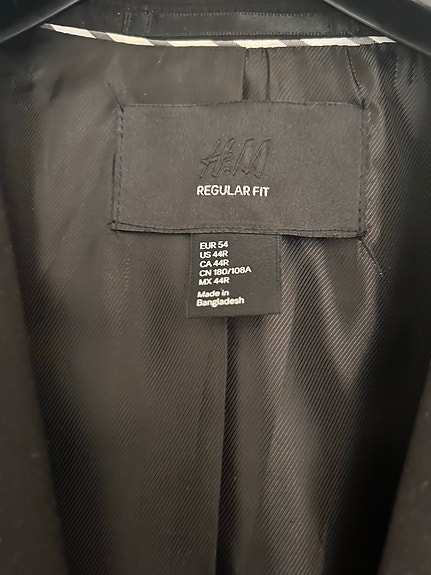 H&M
REGULAR FIT
EUR 54
US 44R
CA 44R
CN 180/108A
MX 44R
Made in
Bangladesh